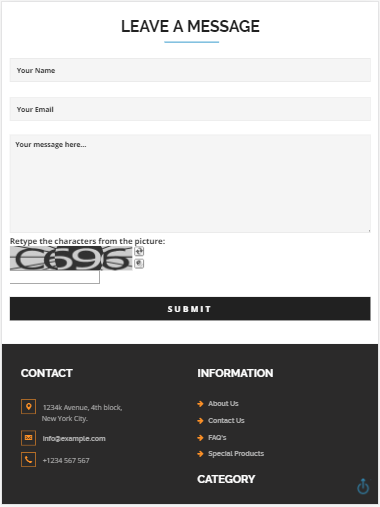 LEAVE A MESSAGE
Your Name
Your Email
Your message here...
Retype the characters from the picture:
C696
SUBMIT
CONTACT
1234k Avenue, 4th block,
New York City.
info@example.com
+1234 567 567
INFORMATION
About Us
Contact Us
FAQ's
Special Products
CATEGORY